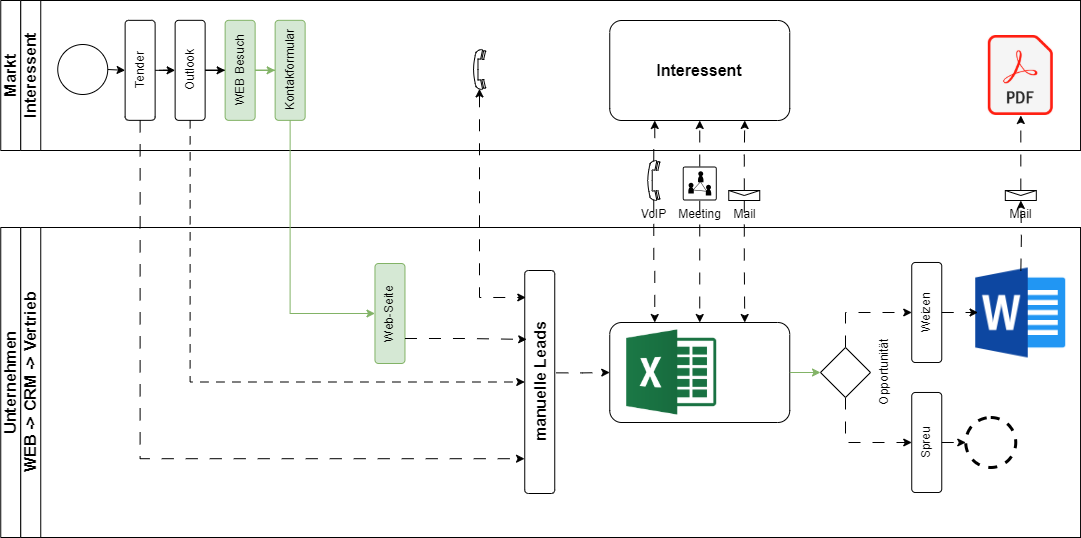 Markt
Interessent
Tender
Outlook
WEB Besuch
Kontakformular
Interessent
PDF
VoIP
Meeting
Mail
Mail
Unternehmen
WEB -> CRM -> Vertrieb
Web-Seite
manuelle Leads
X
Opportunität
Weizen
W
Spreu